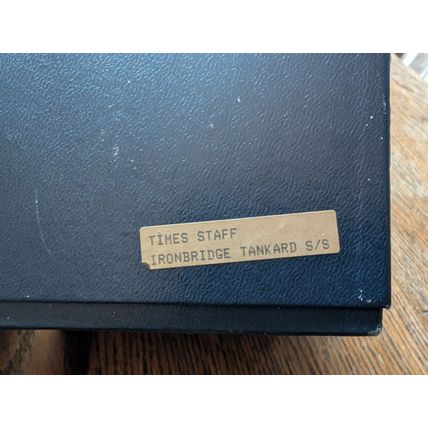 TIMES STAFF
IRONBRIDGE TANKARD S/S